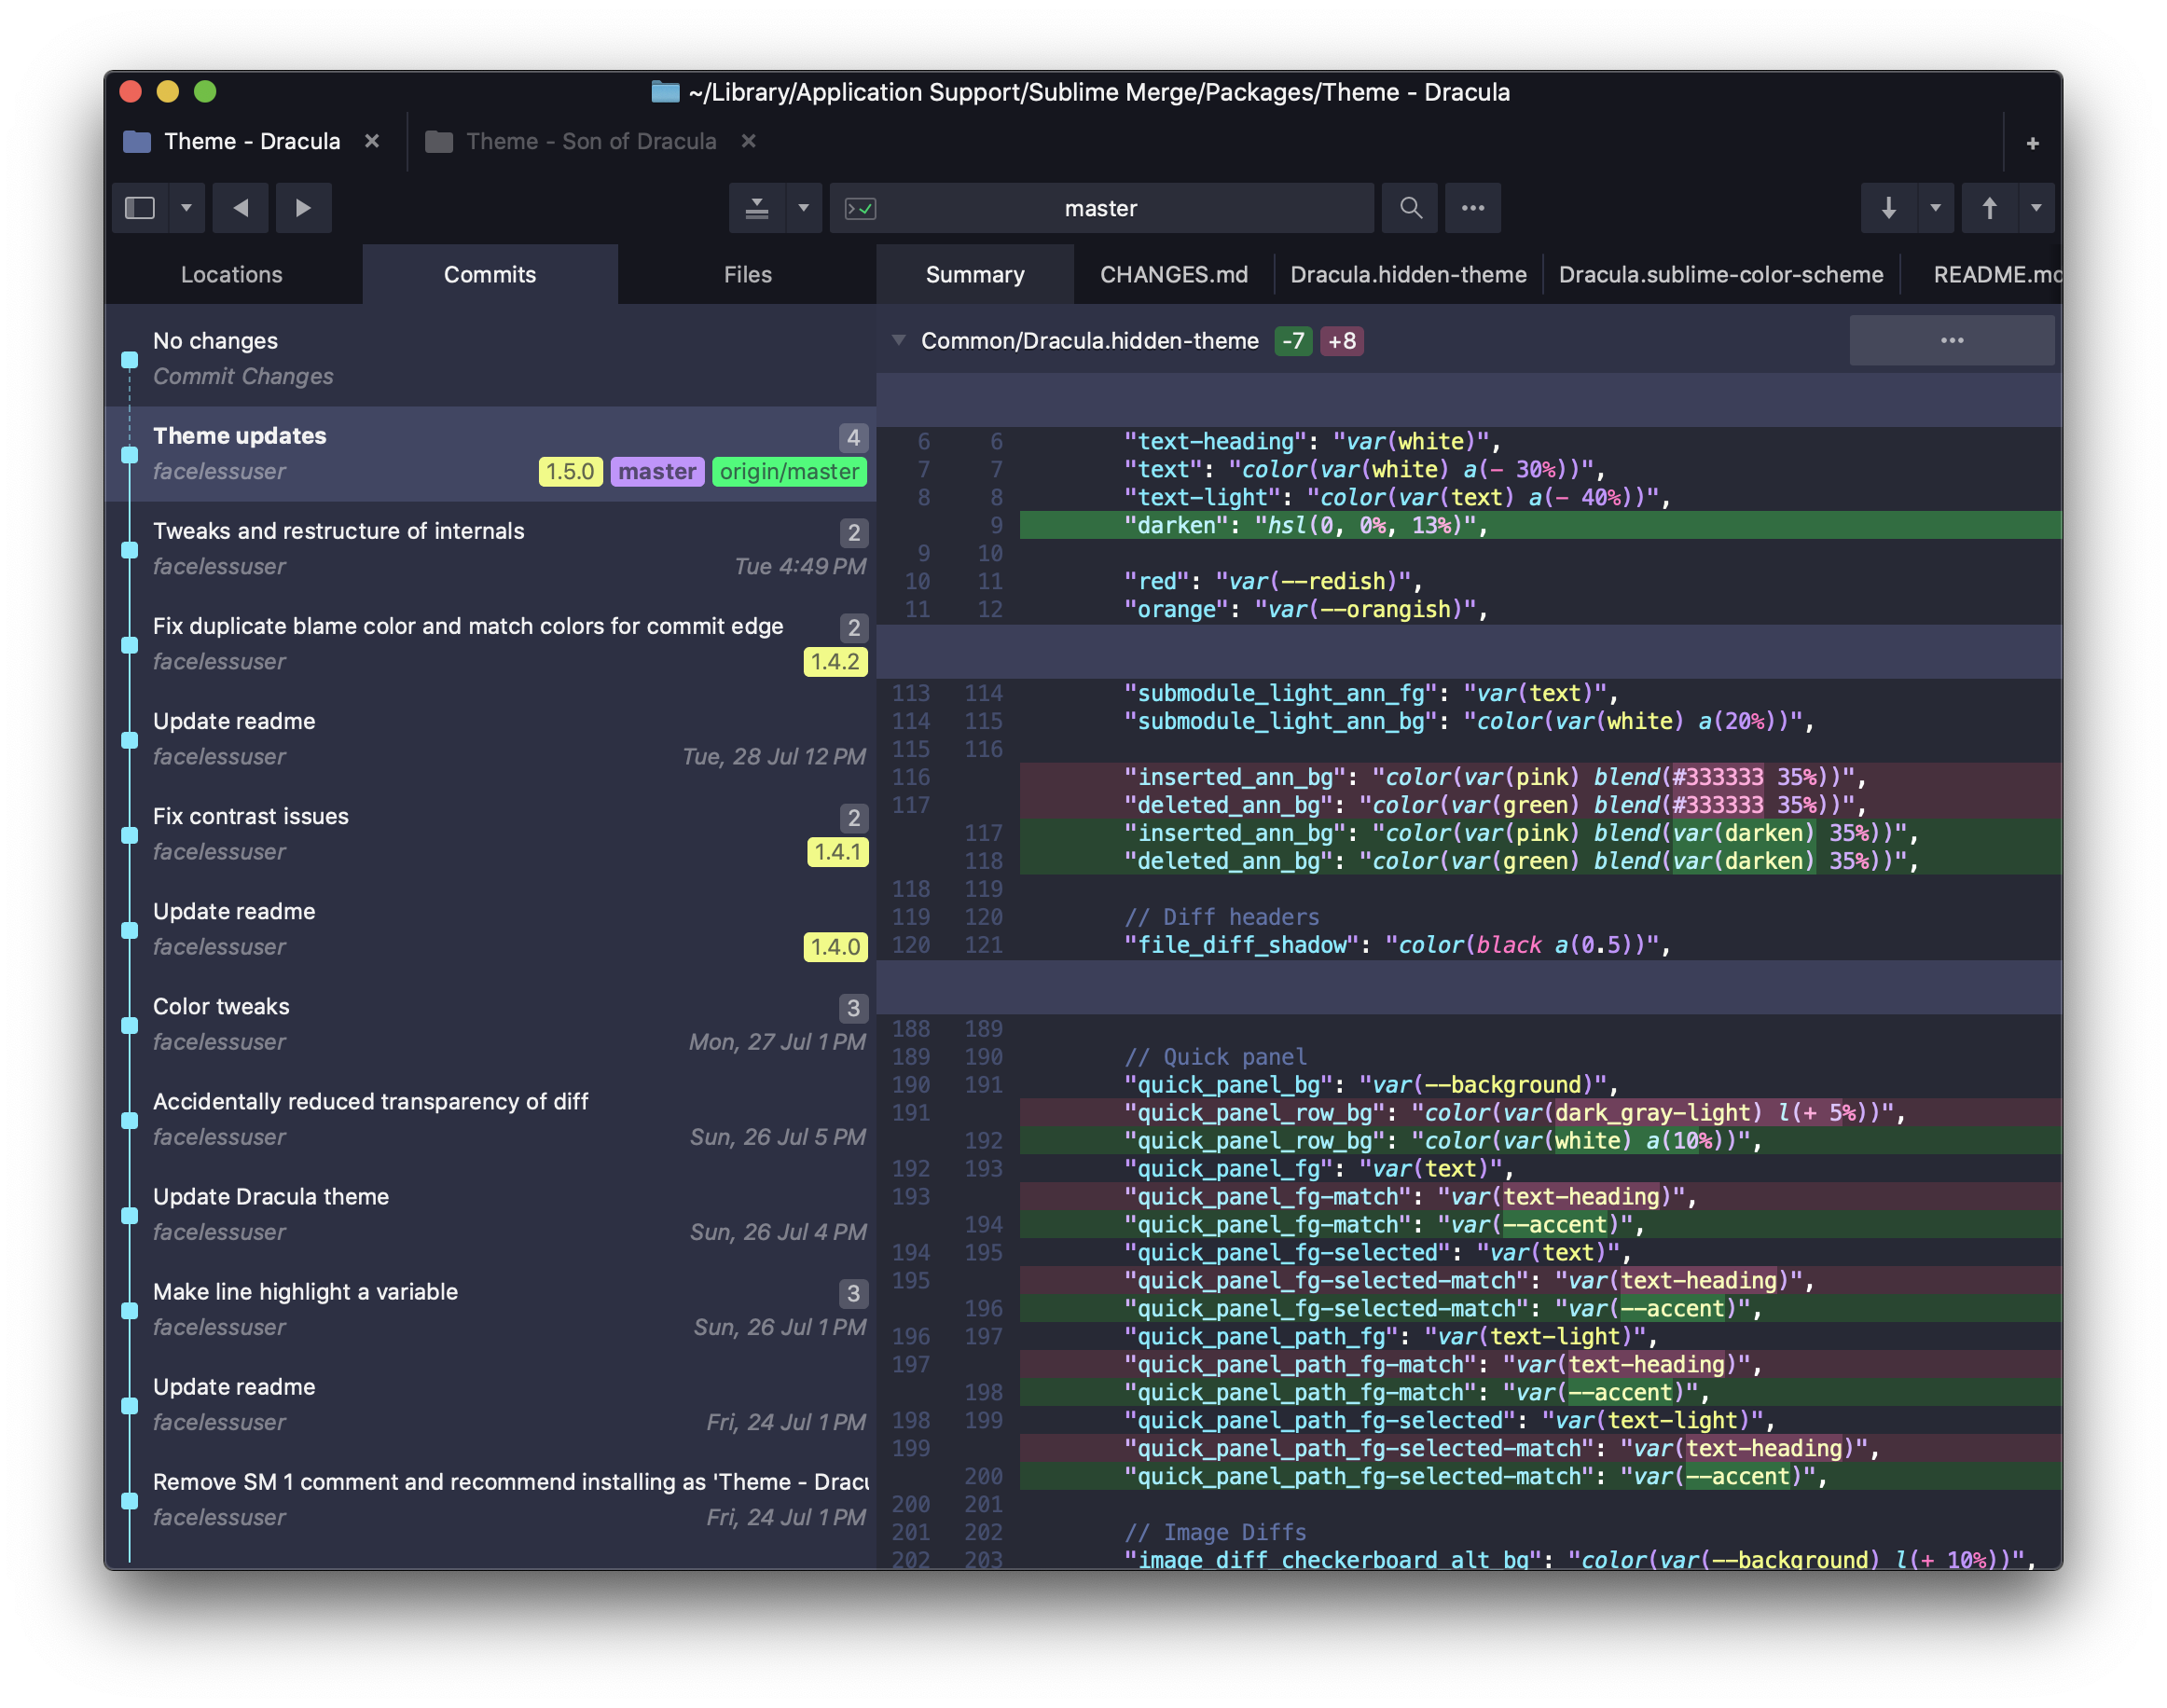 ~/Library/Application Support/Sublime Merge/Packages/Theme - Dracula
Theme - Dracula
Theme - Son of Dracula
master
Locations
Commits
Files
Summary
CHANGES.md
Dracula.hidden-theme
Dracula.sublime-color-scheme
README.md
No changes
Commit Changes
Theme updates 4
facelessuser 1.5.0 master origin/master
Tweaks and restructure of internals 2
facelessuser Tue 4:49 PM
Fix duplicate blame color and match colors for commit edge 2
facelessuser 1.4.2
Update readme
facelessuser Tue, 28 Jul 12 PM
Fix contrast issues 2
facelessuser 1.4.1
Update readme
facelessuser 1.4.0
Color tweaks 3
facelessuser Mon, 27 Jul 1 PM
Accidentally reduced transparency of diff
facelessuser Sun, 26 Jul 5 PM
Update Dracula theme
facelessuser Sun, 26 Jul 4 PM
Make line highlight a variable 3
facelessuser Sun, 26 Jul 1 PM
Update readme
facelessuser Fri, 24 Jul 1 PM
Remove SM 1 comment and recommend installing as 'Theme - Dracu
facelessuser Fri, 24 Jul 1 PM
Common/Dracula.hidden-theme -7 +8
6 6 "text-heading": "var(white)",
7 7 "text": "color(var(white) a(- 30%))",
8 8 "text-light": "color(var(text) a(- 40%))",
9 "darken": "hsl(0, 0%, 13%)",
9 10
10 11 "red": "var(--redish)",
11 12 "orange": "var(--orangish)",
113 114 "submodule_light_ann_fg": "var(text)",
114 115 "submodule_light_ann_bg": "color(var(white) a(20%))",
115 116
116 "inserted_ann_bg": "color(var(pink) blend(#333333 35%))",
117 "deleted_ann_bg": "color(var(green) blend(#333333 35%))",
117 "inserted_ann_bg": "color(var(pink) blend(var(darken) 35%))",
118 "deleted_ann_bg": "color(var(green) blend(var(darken) 35%))",
118 119
119 120 // Diff headers
120 121 "file_diff_shadow": "color(black a(0.5))",
188 189
189 190 // Quick panel
190 191 "quick_panel_bg": "var(--background)",
191 "quick_panel_row_bg": "color(var(dark_gray-light) l(+ 5%))",
192 "quick_panel_row_bg": "color(var(white) a(10%))",
192 193 "quick_panel_fg": "var(text)",
193 "quick_panel_fg-match": "var(text-heading)",
194 "quick_panel_fg-match": "var(--accent)",
194 195 "quick_panel_fg-selected": "var(text)",
195 "quick_panel_fg-selected-match": "var(text-heading)",
196 "quick_panel_fg-selected-match": "var(--accent)",
196 197 "quick_panel_path_fg": "var(text-light)",
197 "quick_panel_path_fg-match": "var(text-heading)",
198 "quick_panel_path_fg-match": "var(--accent)",
198 199 "quick_panel_path_fg-selected": "var(text-light)",
199 "quick_panel_path_fg-selected-match": "var(text-heading)",
200 "quick_panel_path_fg-selected-match": "var(--accent)",
200 201
201 202 // Image Diffs
202 203 "image_diff_checkerboard_alt_bg": "color(var(--background) l(+ 10%))",